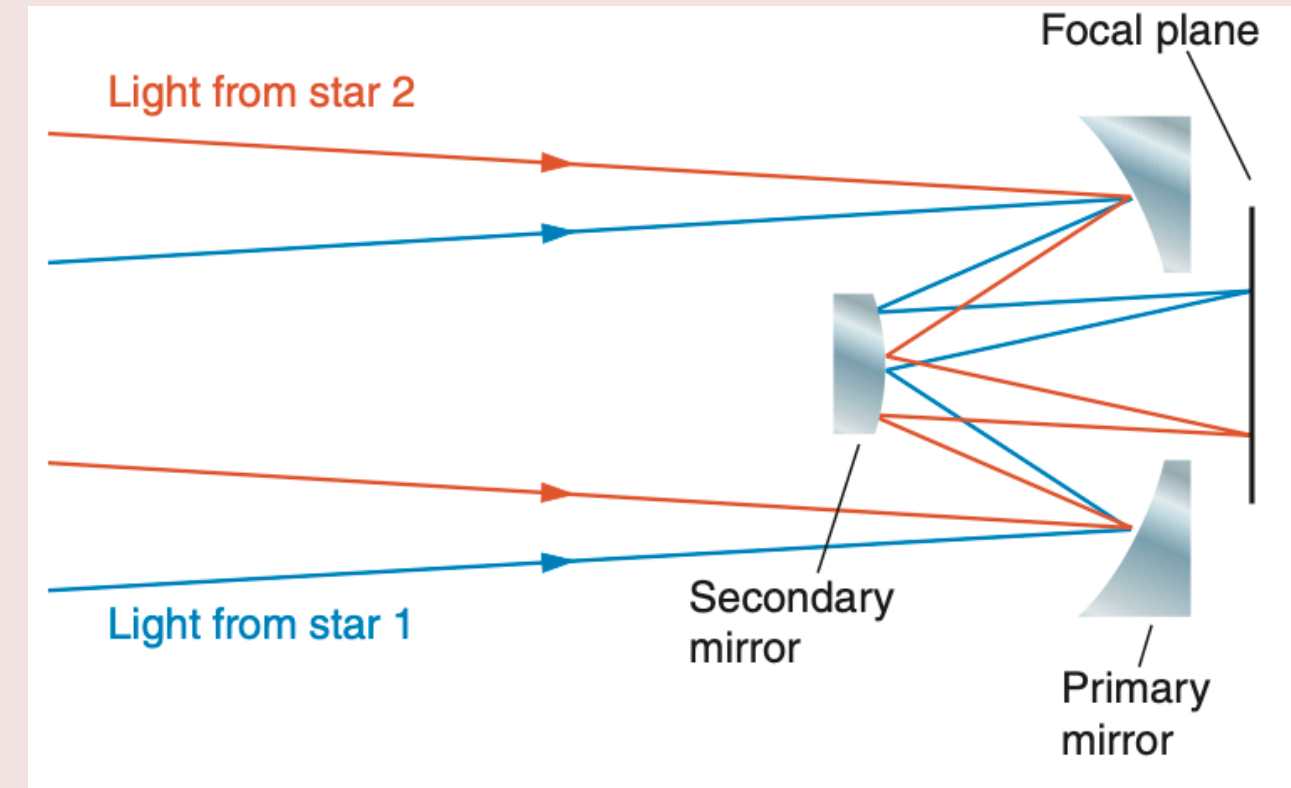 Focal plane
Light from star 2
Light from star 1
Secondary
mirror
Primary
mirror